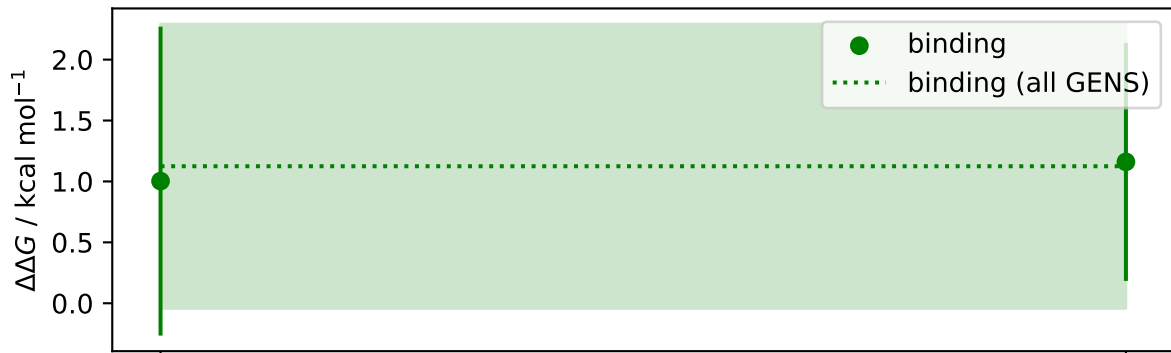 ΔΔG / kcal mol⁻¹
2.0
1.5
1.0
0.5
0.0
binding
binding (all GENS)